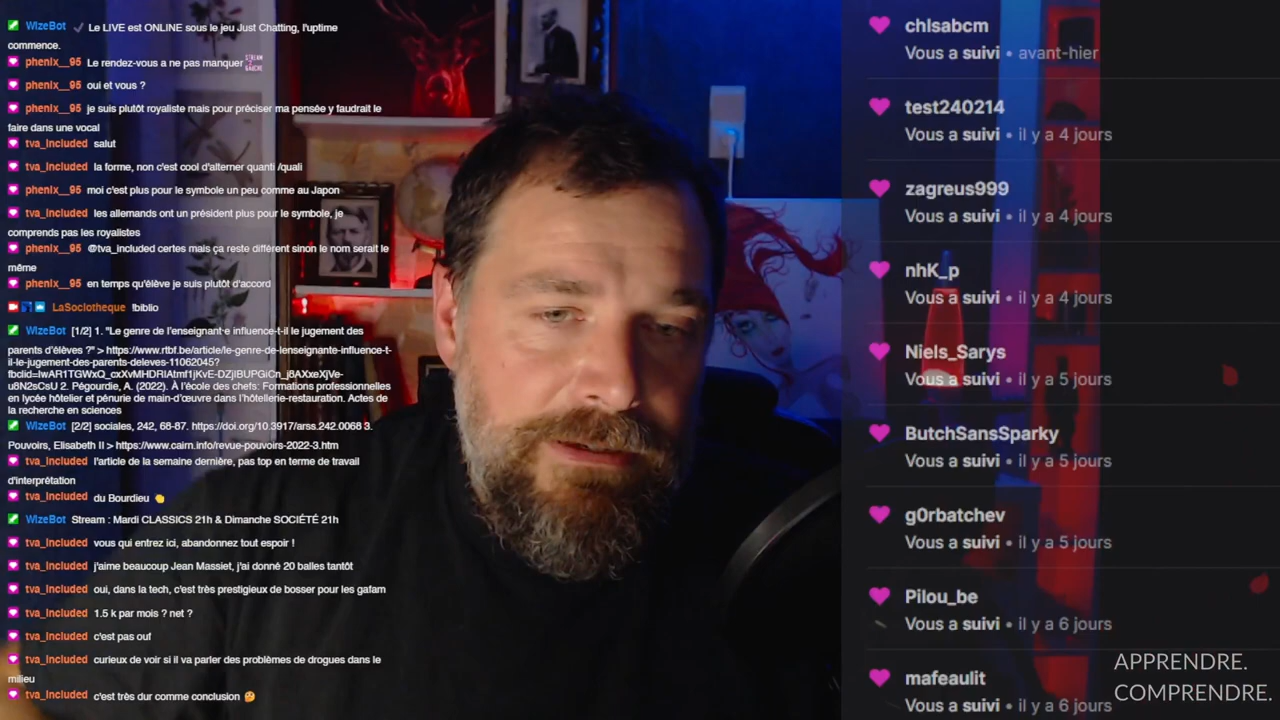 WizeBot ✓ Le LIVE est ONLINE sous le jeu Just Chatting, l'uptime
commence.
phenix__95 Le rendez-vous a ne pas manquer
phenix__95 oui et vous ?
phenix__95 je suis plutôt royaliste mais pour préciser ma pensée y faudrait le
faire dans une vocal
tva_included salut
tva_included la forme, non c'est cool d'alterner quanti /quali
phenix__95 moi c'est plus pour le symbole un peu comme au Japon
tva_included les allemands ont un président plus pour le symbole, je
comprends pas les royalistes
phenix__95 @tva_included certes mais ça reste différent sinon le nom serait le
même
phenix__95 en temps qu'élève je suis plutôt d'accord
LaSociotheque !biblio
WizeBot [1/2] 1. "Le genre de l'enseignant·e influence-t-il le jugement des
parents d'élèves ?" > https://www.rtbf.be/article/le-genre-de-lenseignante-influence-t-
il-le-jugement-des-parents-deleves-11062045?
fbclid=IwAR1TGWxQ_cxXvMHDRIAtmf1jKvE-DZjIBUPGiCn_j8AXxeXjVe-
u8N2sCsU 2. Pégourdie, A. (2022). À l'école des chefs: Formations professionnelles
en lycée hôtelier et pénurie de main-d'œuvre dans l'hôtellerie-restauration. Actes de
la recherche en sciences
WizeBot [2/2] sociales, 242, 68-87. https://doi.org/10.3917/arss.242.0068 3.
Pouvoirs, Elisabeth II > https://www.cairn.info/revue-pouvoirs-2022-3.htm
tva_included l'article de la semaine dernière, pas top en terme de travail
d'interprétation
tva_included du Bourdieu 👏
WizeBot Stream : Mardi CLASSICS 21h & Dimanche SOCIÉTÉ 21h
tva_included vous qui entrez ici, abandonnez tout espoir !
tva_included j'aime beaucoup Jean Massiet, j'ai donné 20 balles tantôt
tva_included oui, dans la tech, c'est très prestigieux de bosser pour les gafam
tva_included 1.5 k par mois ? net ?
tva_included c'est pas ouf
tva_included curieux de voir si il va parler des problèmes de drogues dans le
milieu
tva_included c'est très dur comme conclusion 🤔
chlsabcm
Vous a suivi • avant-hier
test240214
Vous a suivi • il y a 4 jours
zagreus999
Vous a suivi • il y a 4 jours
nhK_p
Vous a suivi • il y a 4 jours
Niels_Sarys
Vous a suivi • il y a 5 jours
ButchSansSparky
Vous a suivi • il y a 5 jours
g0rbatchev
Vous a suivi • il y a 5 jours
Pilou_be
Vous a suivi • il y a 6 jours
mafeaulit
Vous a suivi • il y a 6 jours
APPRENDRE.
COMPRENDRE.